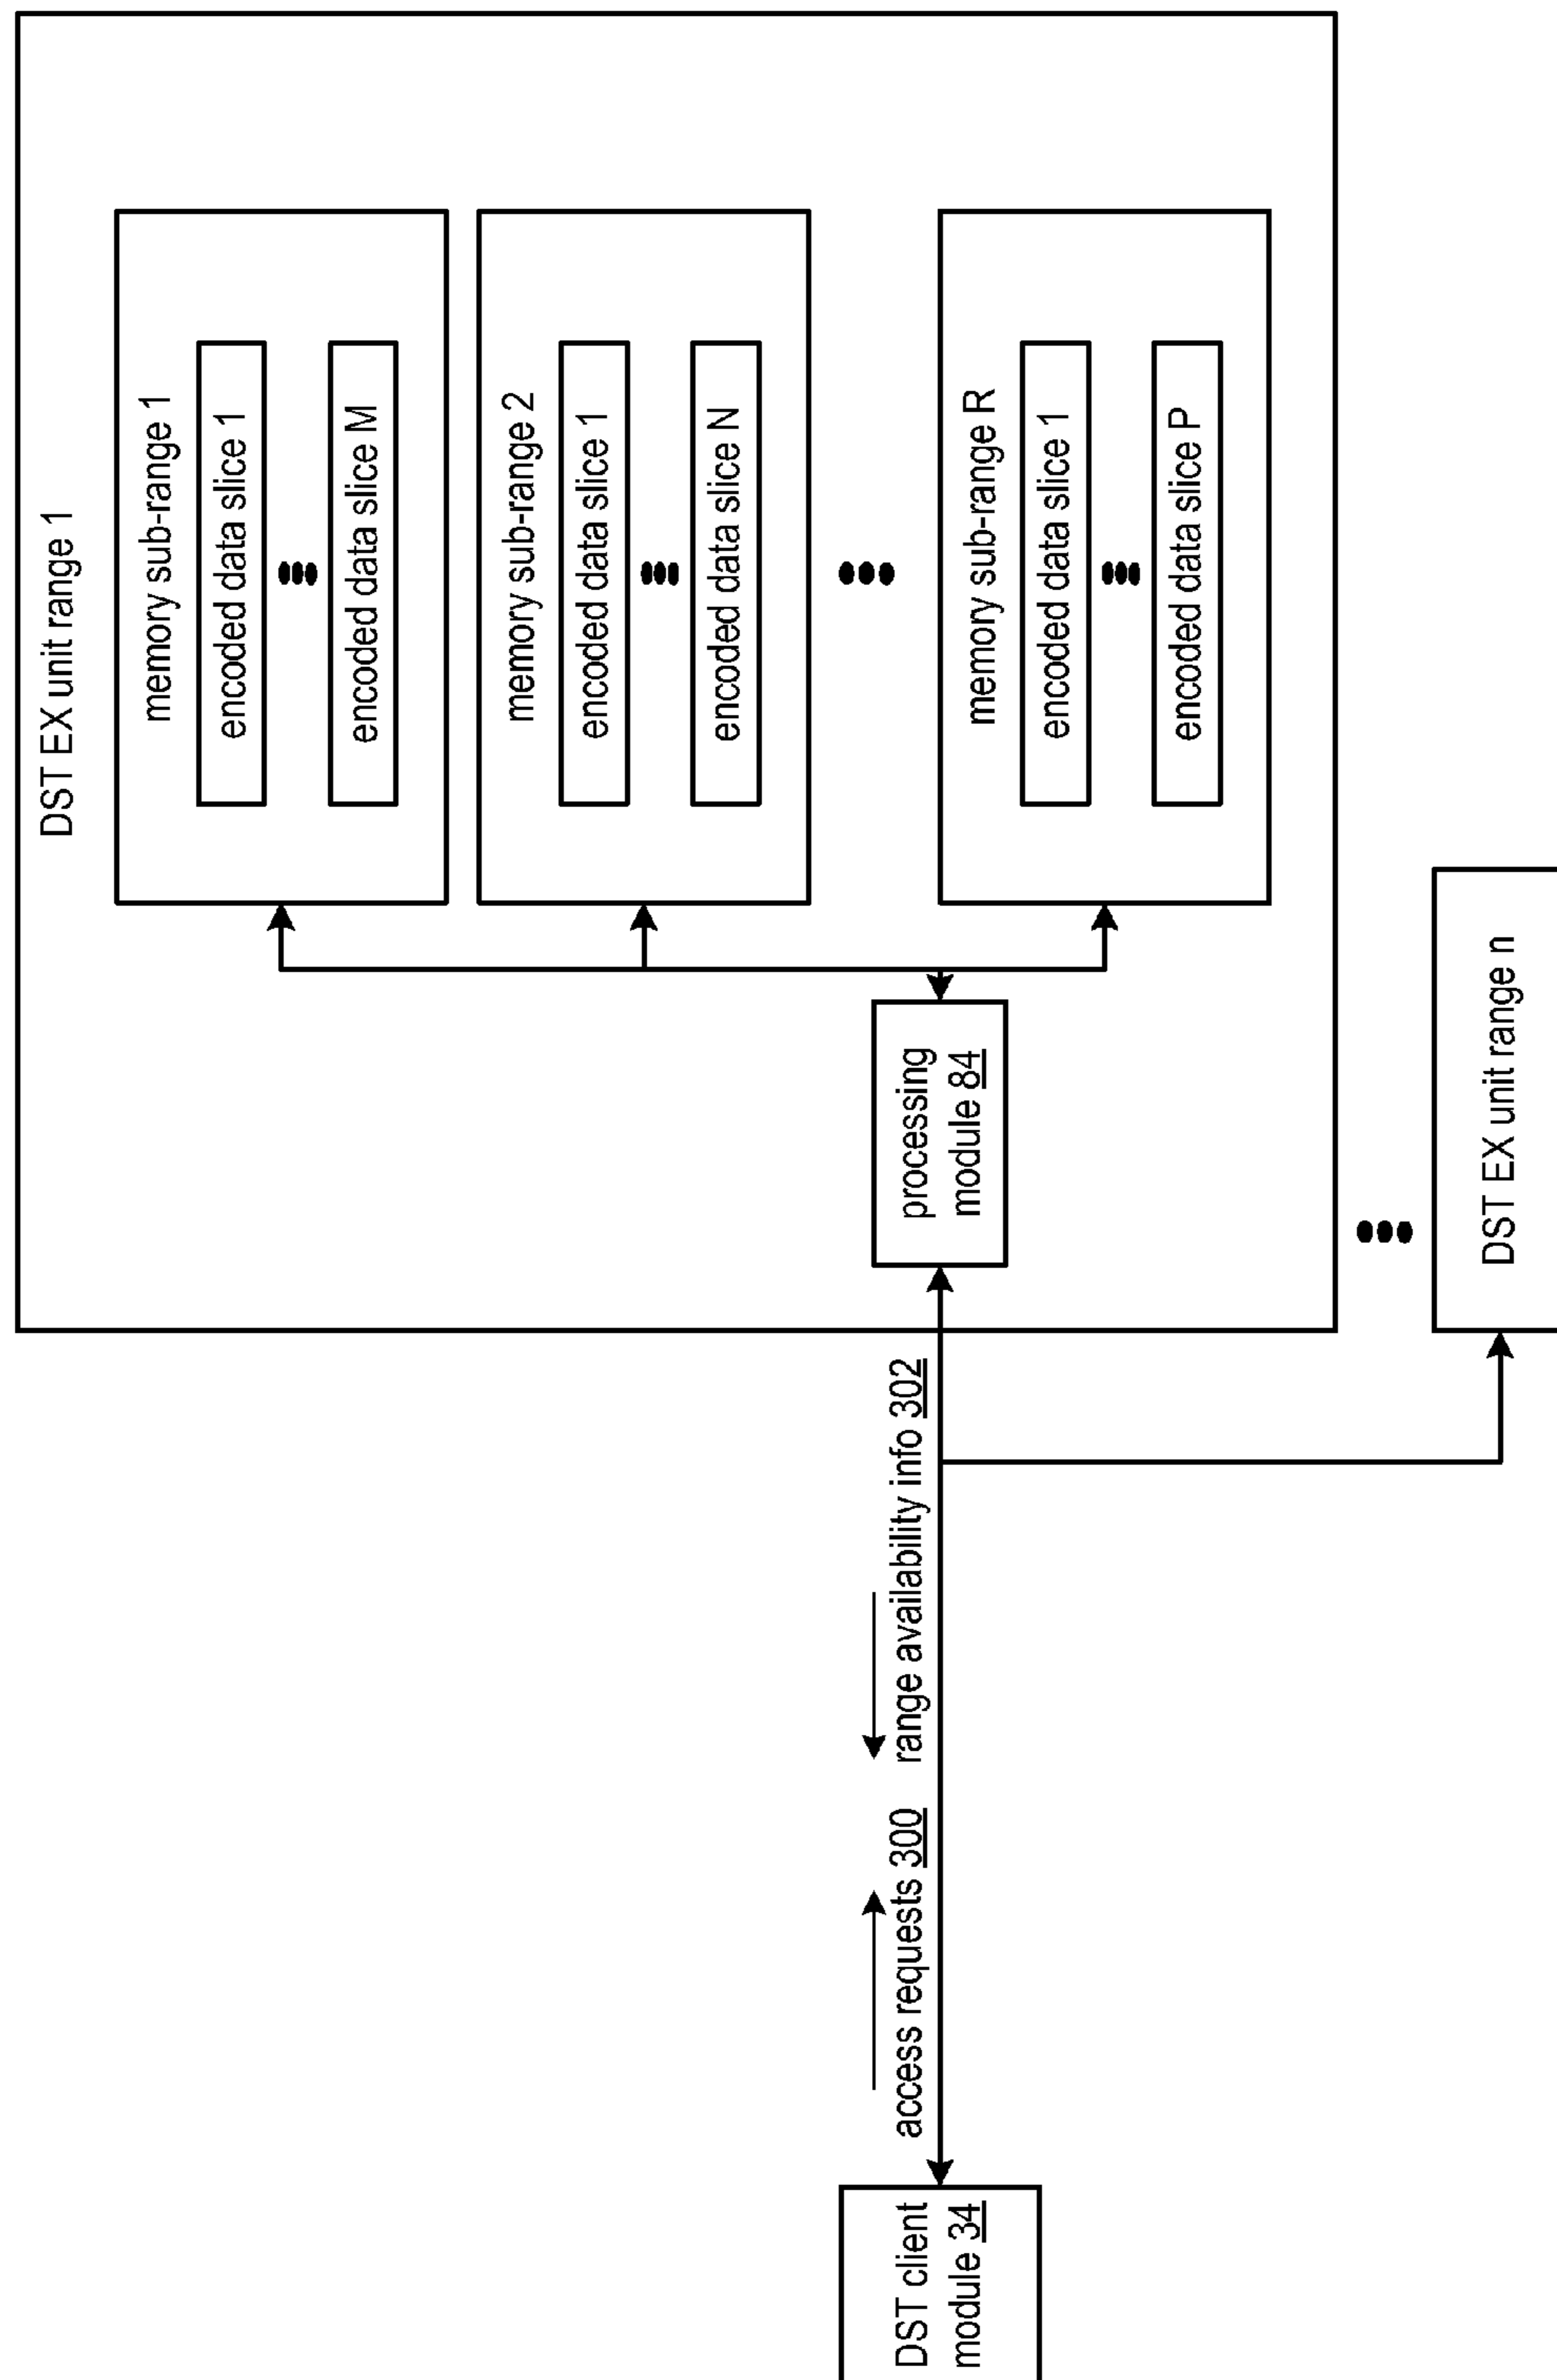 DST EX unit range 1
memory sub-range 1
encoded data slice 1
encoded data slice M
memory sub-range 2
encoded data slice 1
encoded data slice N
memory sub-range R
encoded data slice 1
encoded data slice P
processing
module 84
DST client
module 34
access requests 300
range availability info 302
DST EX unit range n